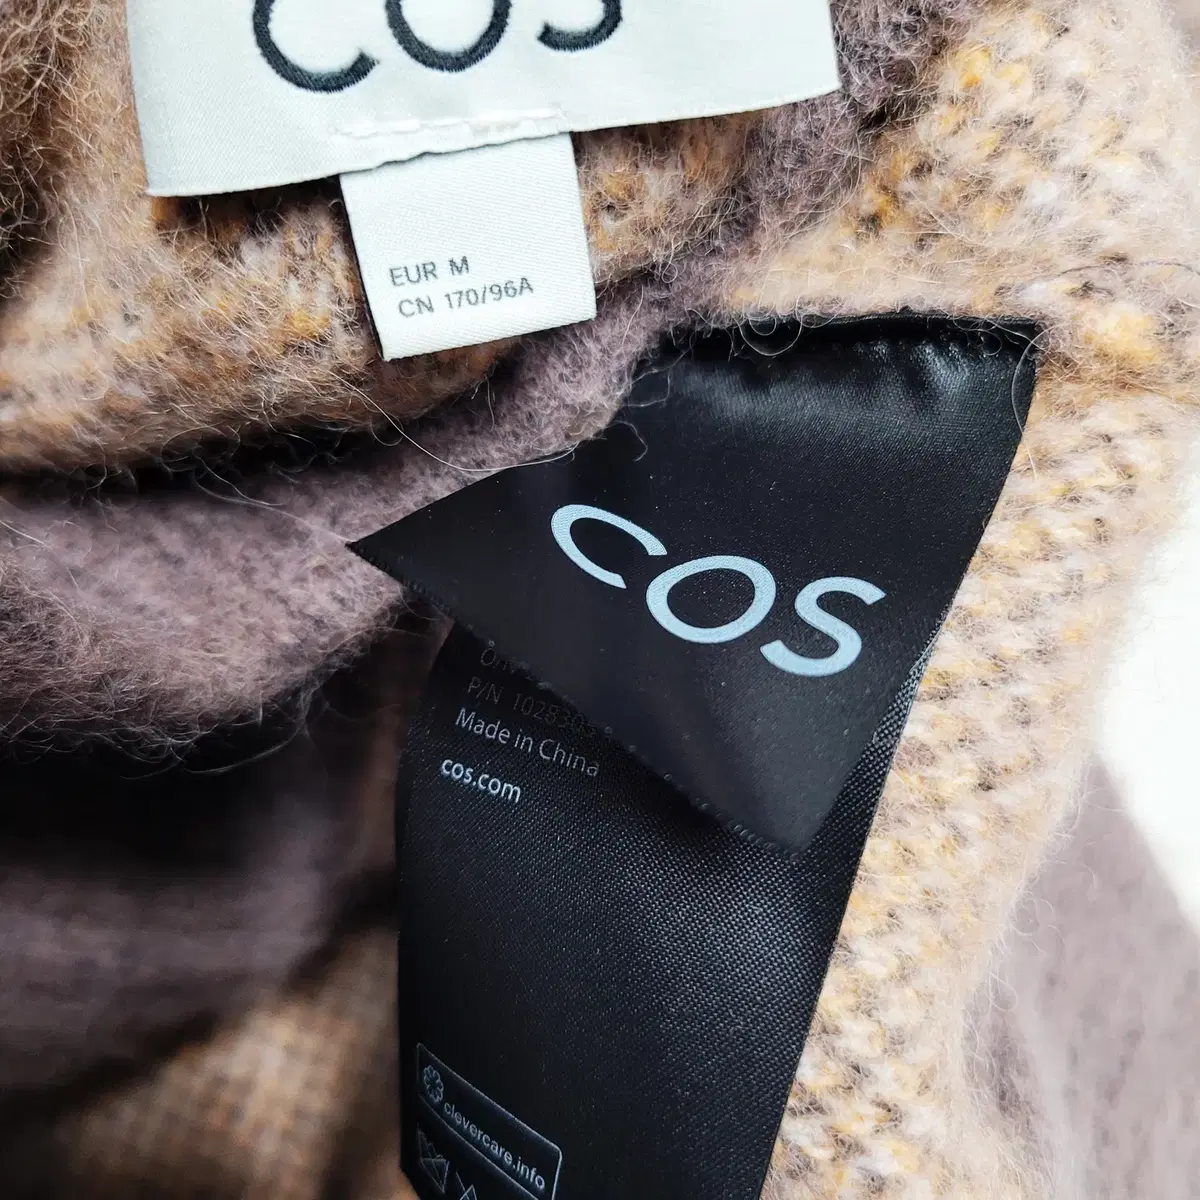 COS
EUR M
CN 170/96A
COS
P/N
Made in China
cos.com
clevercare.info